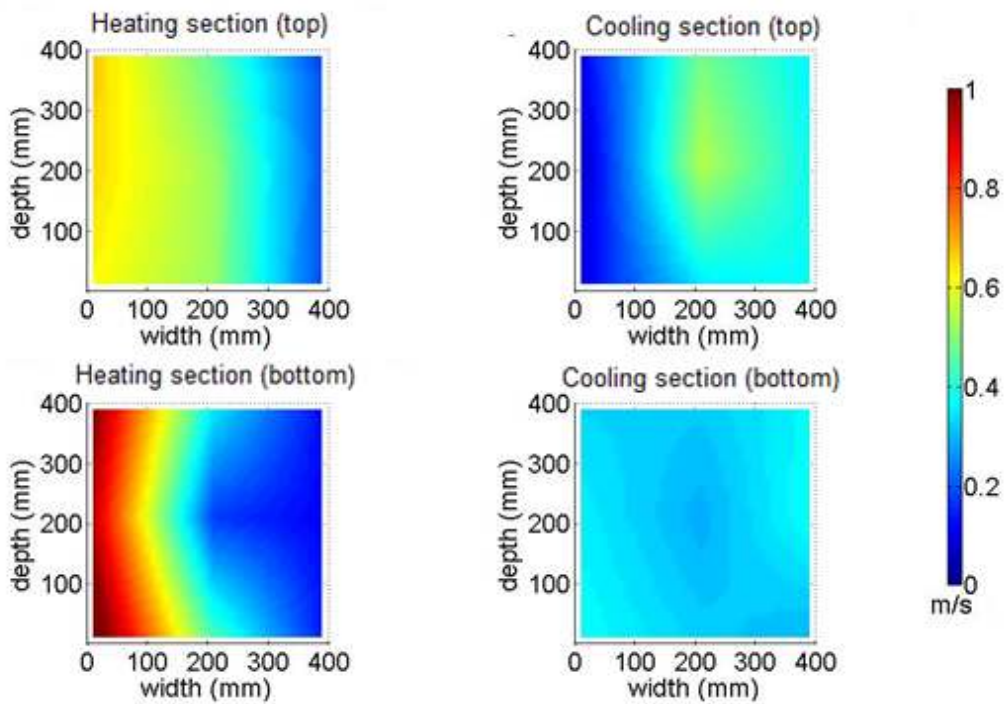 Heating section (top)
400
300
200
100
depth (mm)
0 100 200 300 400
width (mm)
Cooling section (top)
400
300
200
100
depth (mm)
0 100 200 300 400
width (mm)
Heating section (bottom)
400
300
200
100
depth (mm)
0 100 200 300 400
width (mm)
Cooling section (bottom)
400
300
200
100
depth (mm)
0 100 200 300 400
width (mm)
1
0.8
0.6
0.4
0.2
0
m/s